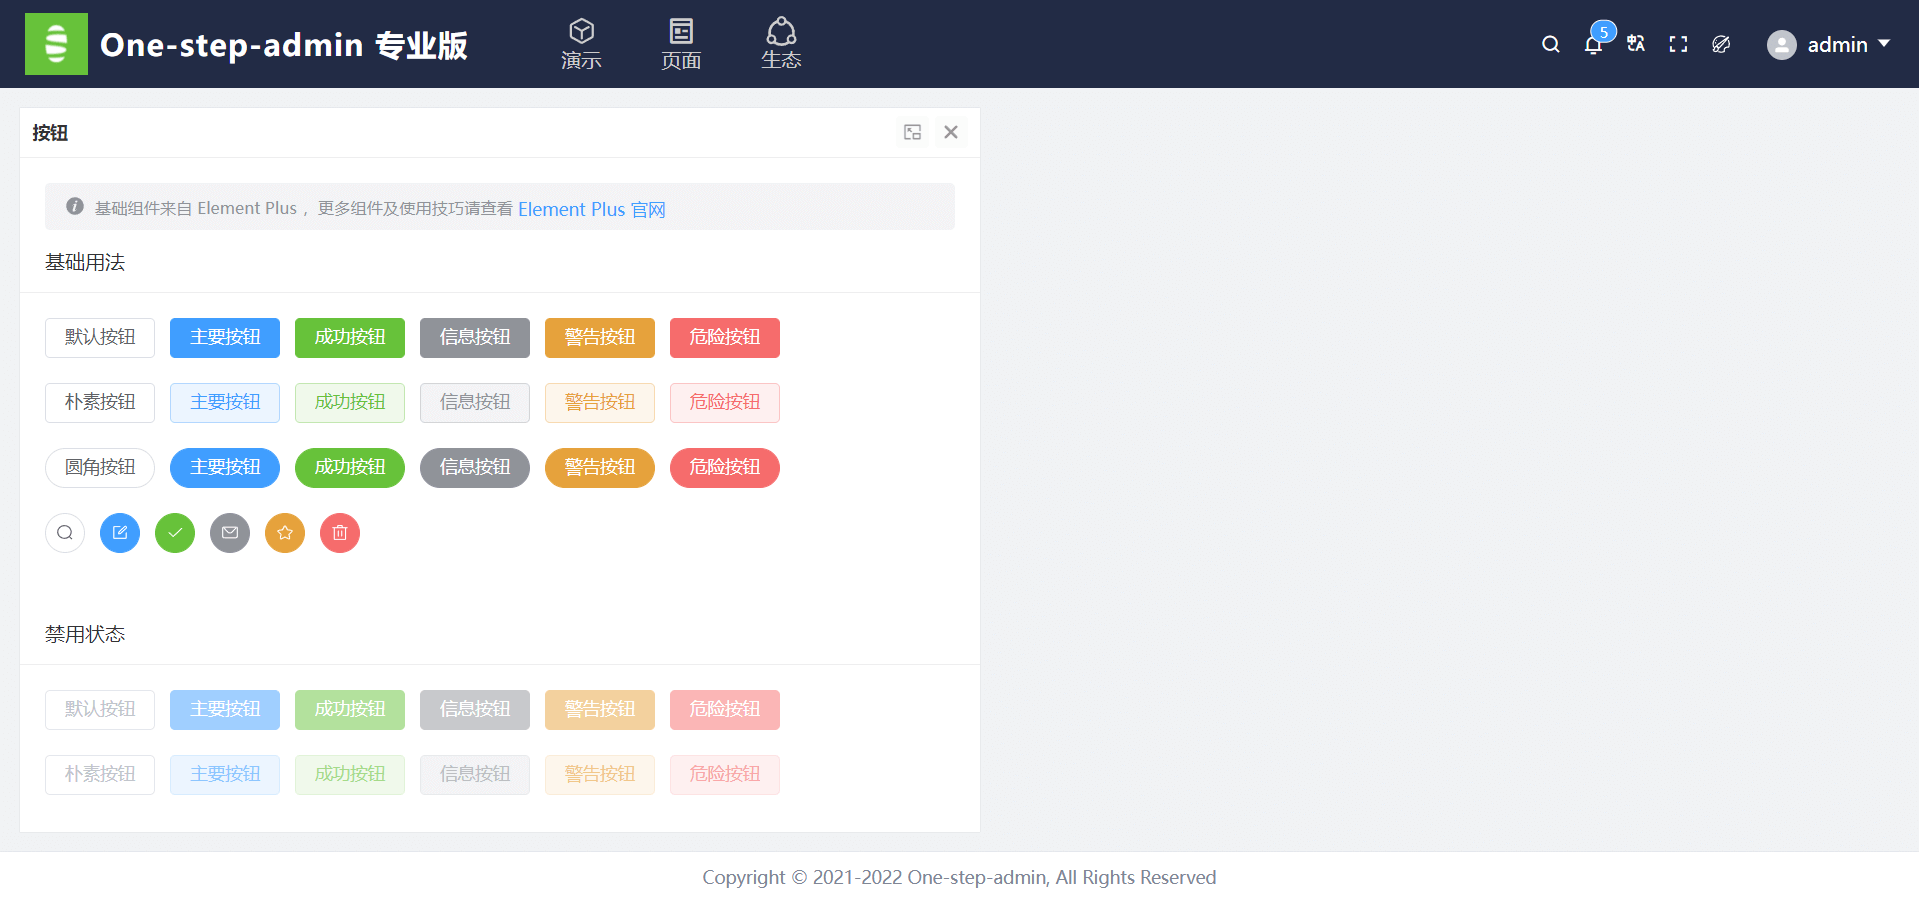 One-step-admin 专业版
演示
页面
生态
5
admin
按钮
基础组件来自 Element Plus ，更多组件及使用技巧请查看 Element Plus 官网
基础用法
默认按钮 主要按钮 成功按钮 信息按钮 警告按钮 危险按钮
朴素按钮 主要按钮 成功按钮 信息按钮 警告按钮 危险按钮
圆角按钮 主要按钮 成功按钮 信息按钮 警告按钮 危险按钮
禁用状态
默认按钮 主要按钮 成功按钮 信息按钮 警告按钮 危险按钮
朴素按钮 主要按钮 成功按钮 信息按钮 警告按钮 危险按钮
Copyright © 2021-2022 One-step-admin, All Rights Reserved